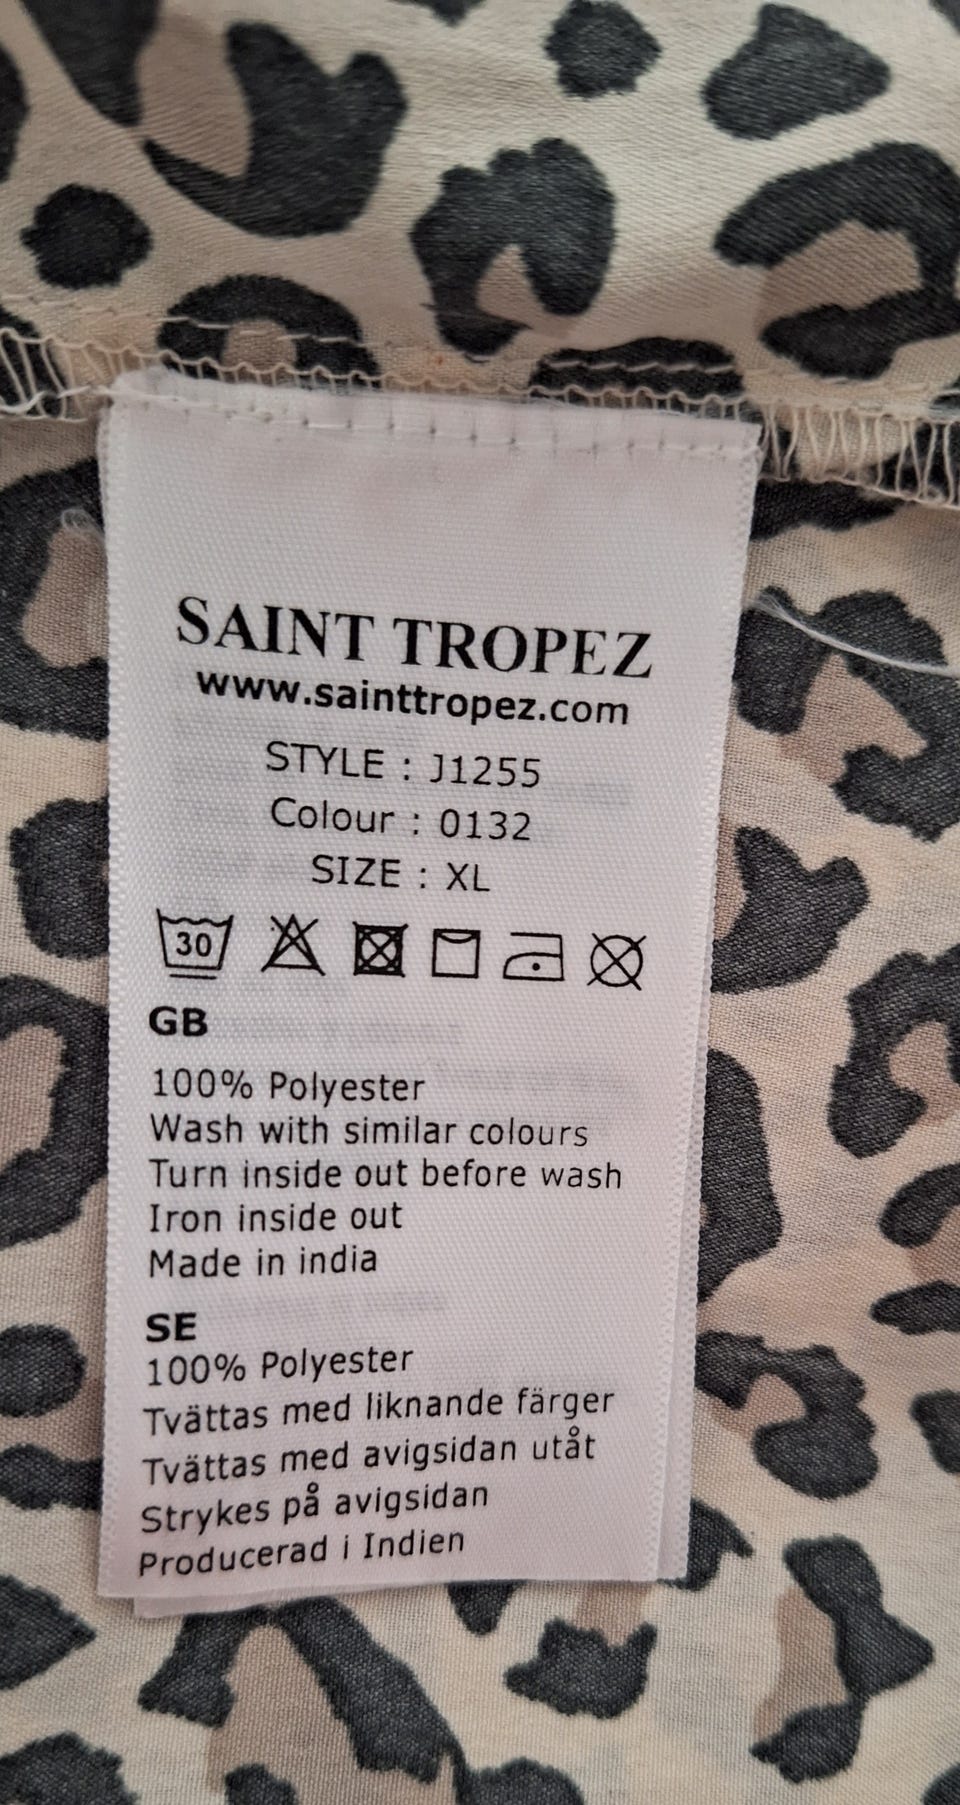 SAINT TROPEZ
www.sainttropez.com
STYLE : J1255
Colour : 0132
SIZE : XL
30
GB
100% Polyester
Wash with similar colours
Turn inside out before wash
Iron inside out
Made in india
SE
100% Polyester
Tvättas med liknande färger
Tvättas med avigsidan utåt
Strykes på avigsidan
Producerad i Indien